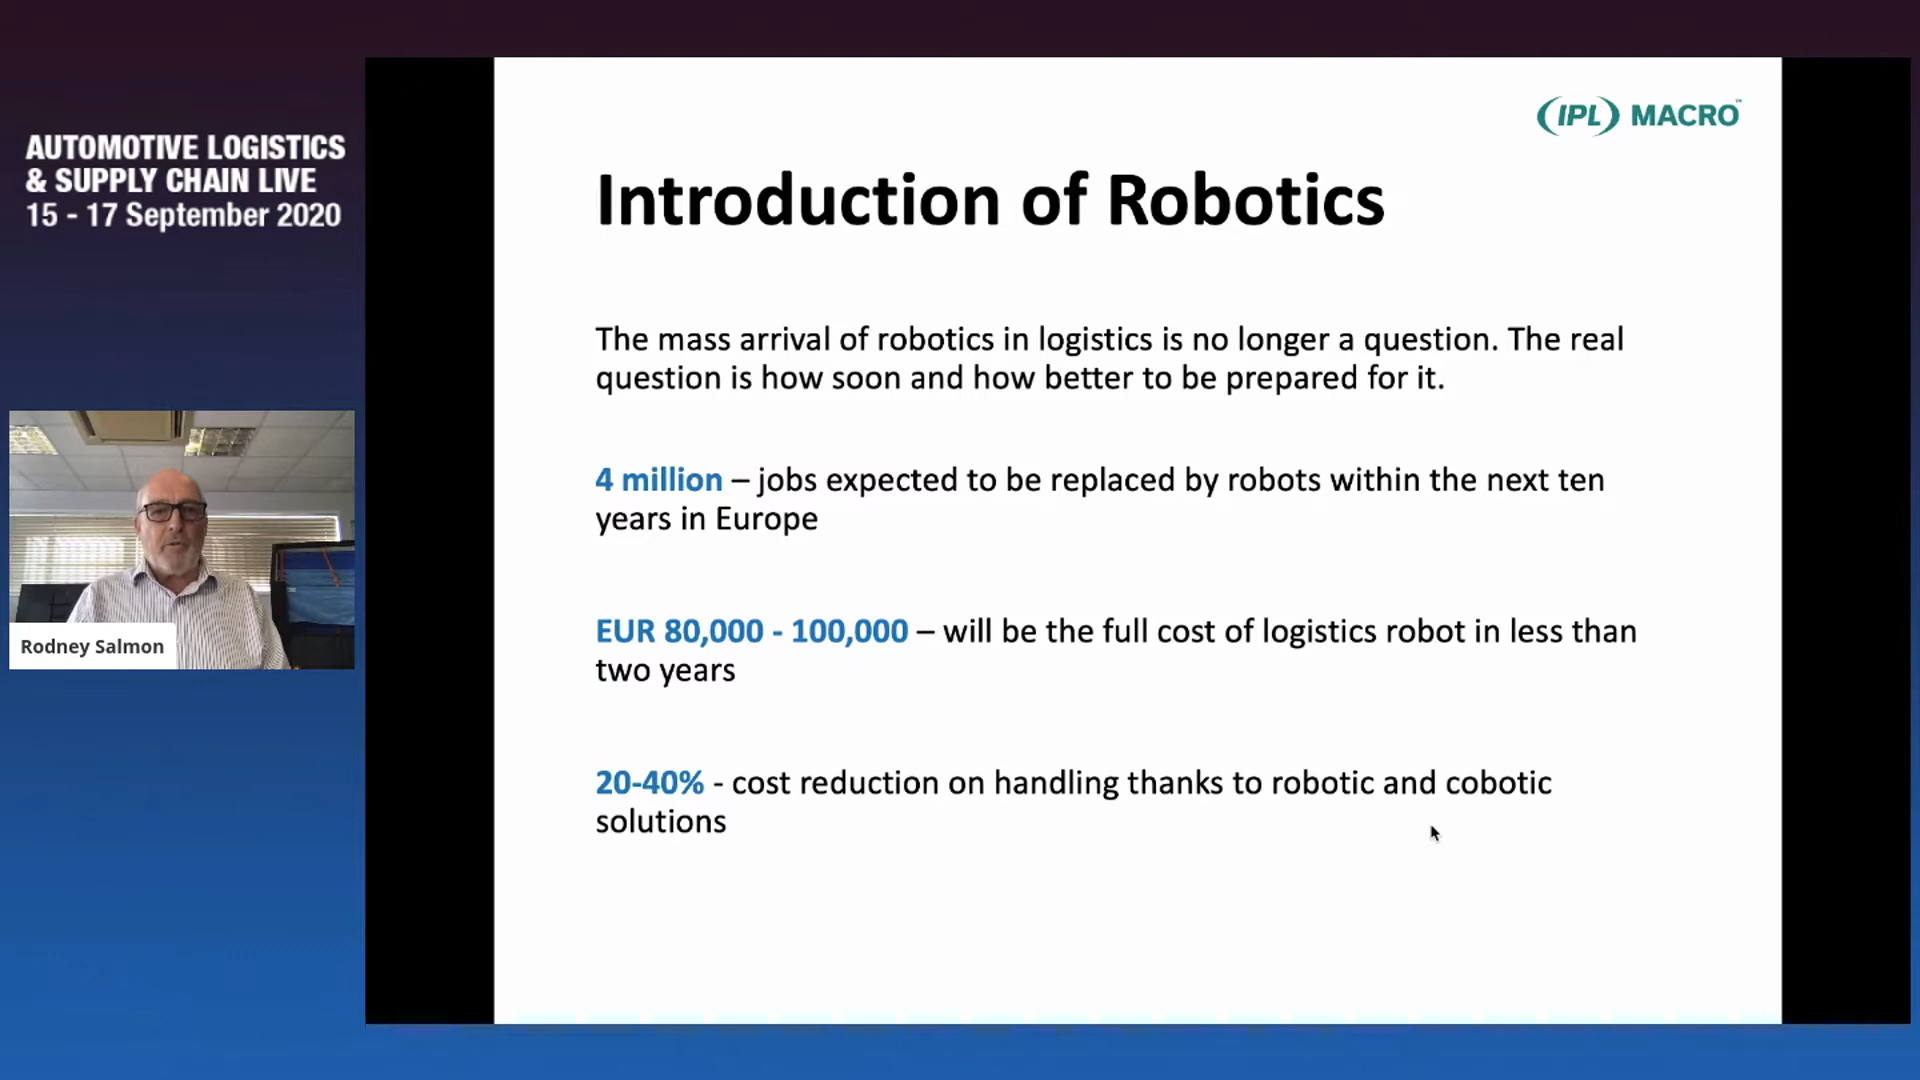 AUTOMOTIVE LOGISTICS
& SUPPLY CHAIN LIVE
15 - 17 September 2020
Rodney Salmon
(IPL) MACRO™
Introduction of Robotics
The mass arrival of robotics in logistics is no longer a question. The real
question is how soon and how better to be prepared for it.
4 million – jobs expected to be replaced by robots within the next ten
years in Europe
EUR 80,000 - 100,000 – will be the full cost of logistics robot in less than
two years
20-40% - cost reduction on handling thanks to robotic and cobotic
solutions